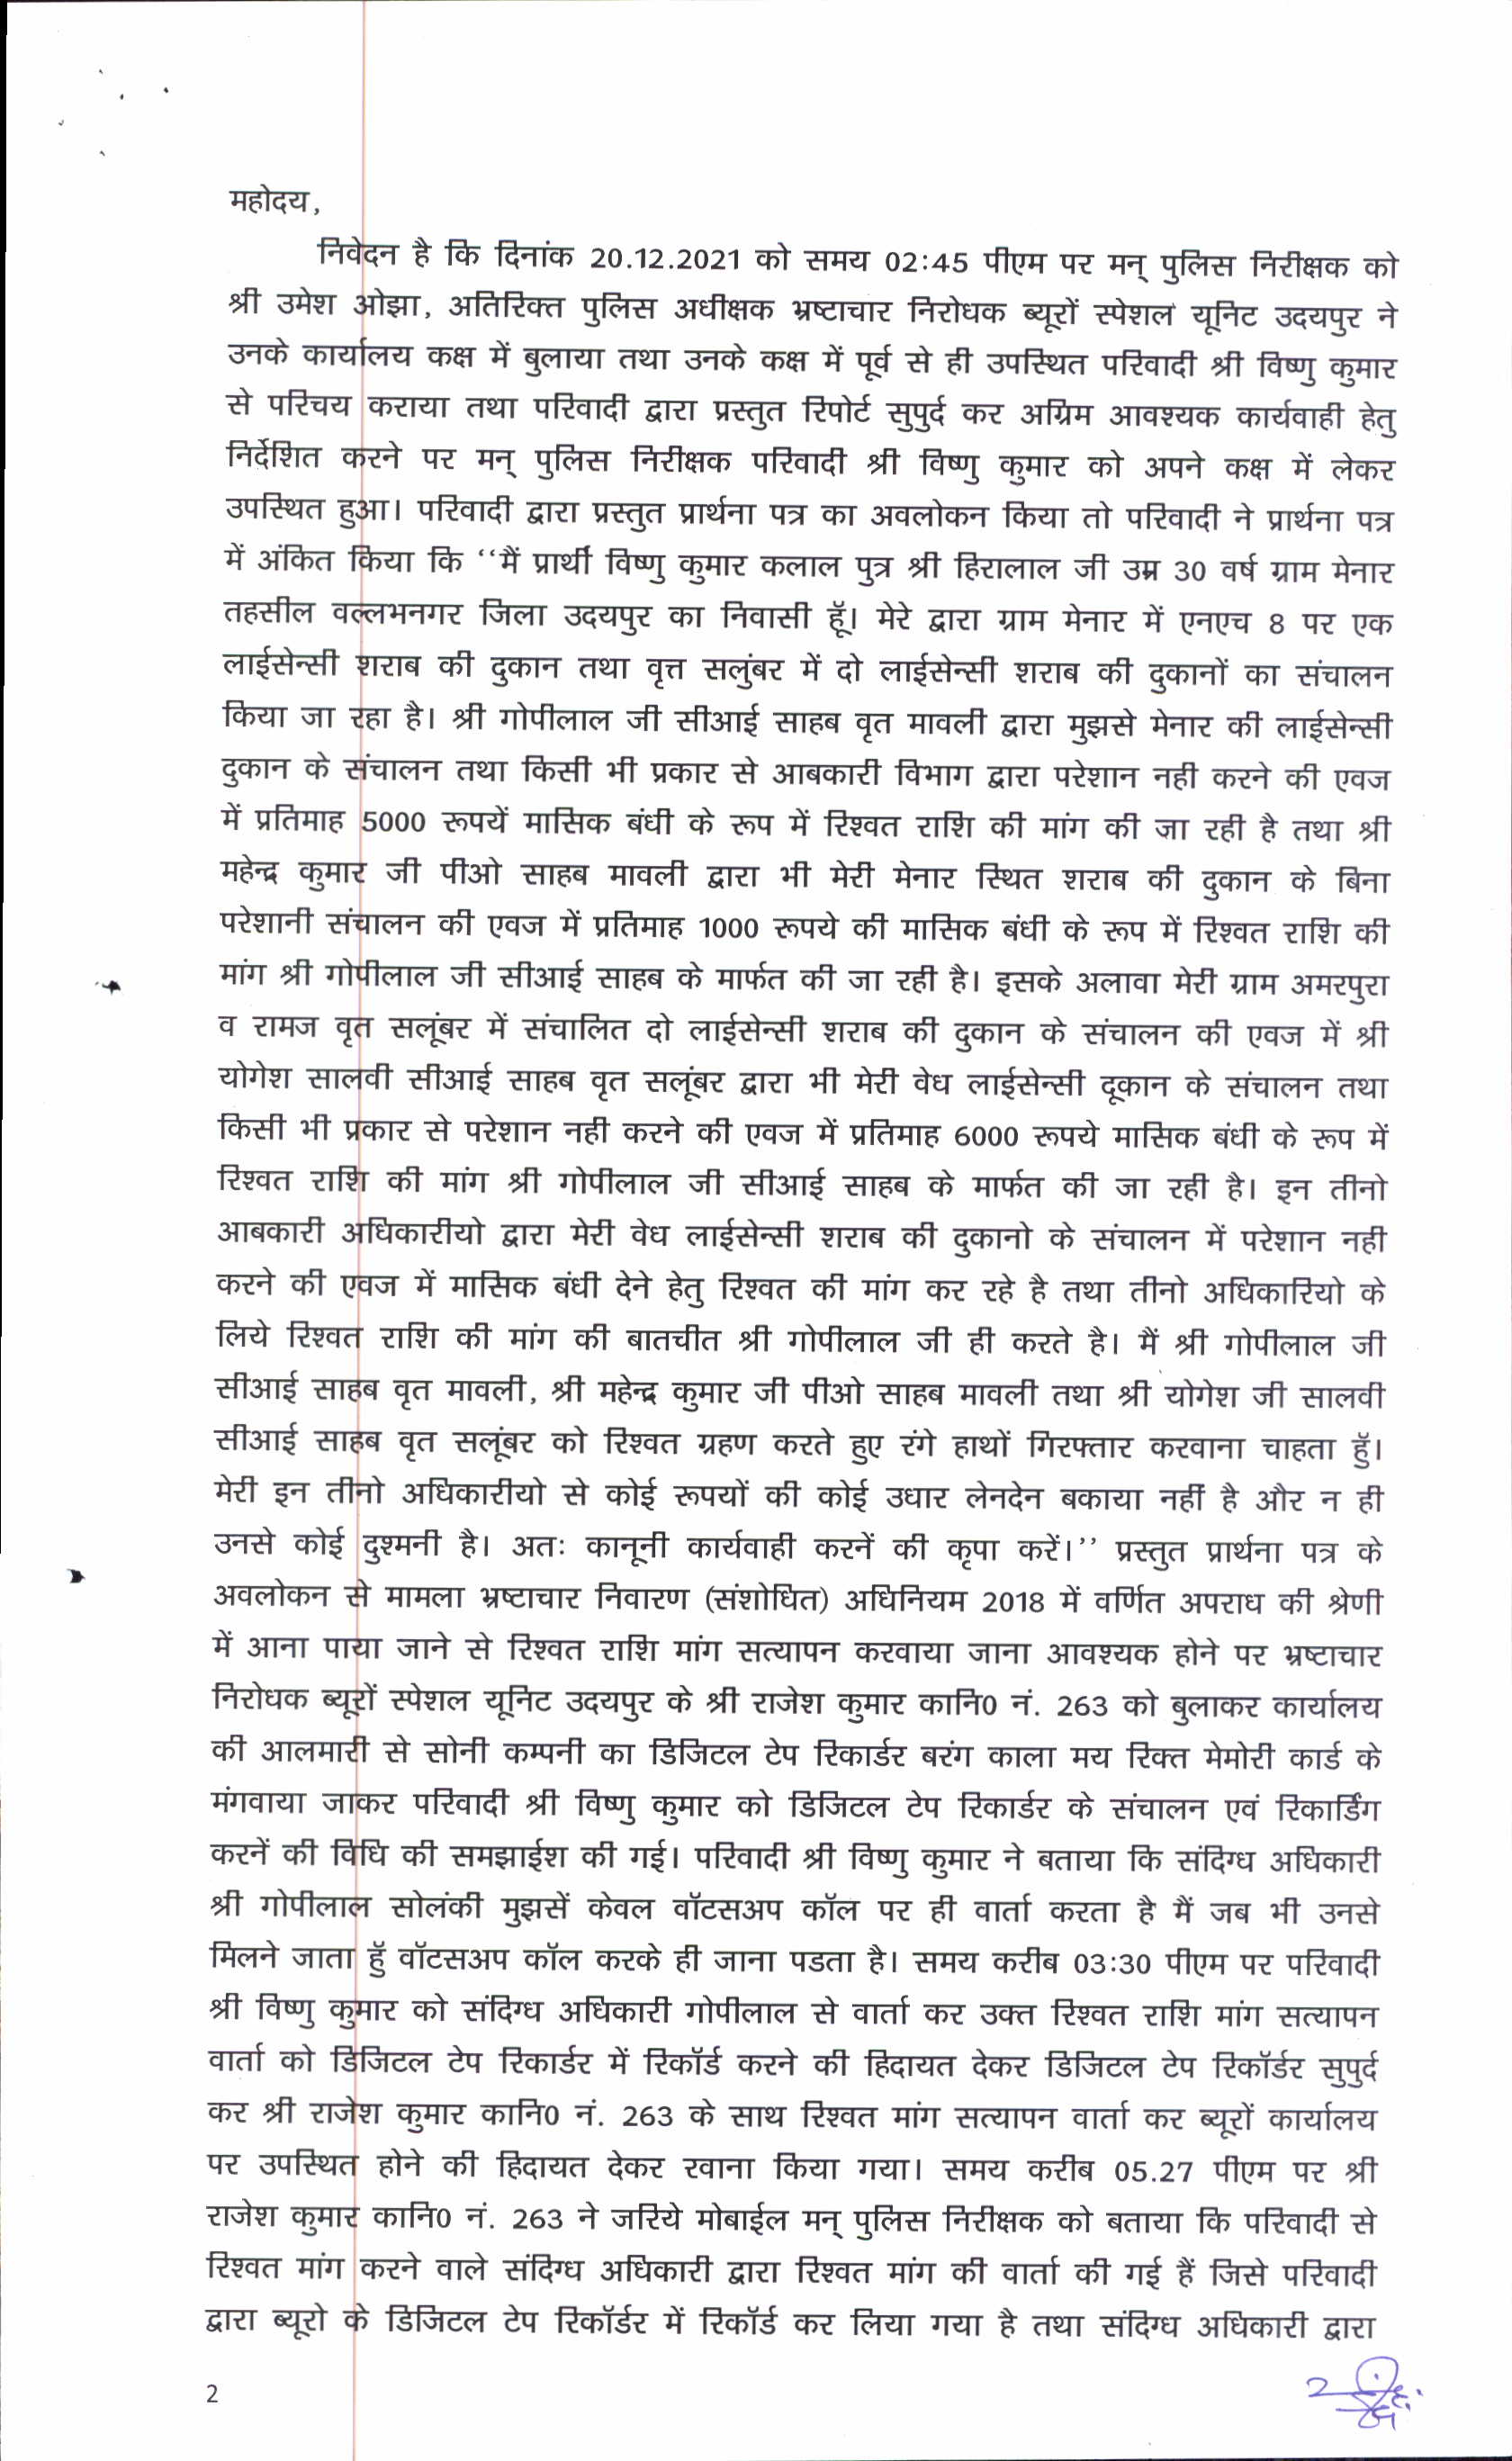 महोदय,
निवेदन है कि दिनांक 20.12.2021 को समय 02:45 पीएम पर मन् पुलिस निरीक्षक को
श्री उमेश ओझा, अतिरिक्त पुलिस अधीक्षक भ्रष्टाचार निरोधक ब्यूरों स्पेशल यूनिट उदयपुर ने
उनके कार्यालय कक्ष में बुलाया तथा उनके कक्ष में पूर्व से ही उपस्थित परिवादी श्री विष्णु कुमार
से परिचय कराया तथा परिवादी द्वारा प्रस्तुत रिपोर्ट सुपुर्द कर अग्रिम आवश्यक कार्यवाही हेतु
निर्देशित करने पर मन् पुलिस निरीक्षक परिवादी श्री विष्णु कुमार को अपने कक्ष में लेकर
उपस्थित हुआ। परिवादी द्वारा प्रस्तुत प्रार्थना पत्र का अवलोकन किया तो परिवादी ने प्रार्थना पत्र
में अंकित किया कि ‘‘मैं प्रार्थी विष्णु कुमार कलाल पुत्र श्री हिरालाल जी उम्र 30 वर्ष ग्राम मेनार
तहसील वल्लभनगर जिला उदयपुर का निवासी हूॅं। मेरे द्वारा ग्राम मेनार में एनएच 8 पर एक
लाईसेन्सी शराब की दुकान तथा वृत्त सलुंबर में दो लाईसेन्सी शराब की दुकानों का संचालन
किया जा रहा है। श्री गोपीलाल जी सीआई साहब वृत मावली द्वारा मुझसे मेनार की लाईसेन्सी
दुकान के संचालन तथा किसी भी प्रकार से आबकारी विभाग द्वारा परेशान नही करने की एवज
में प्रतिमाह 5000 रूपयें मासिक बंधी के रूप में रिश्वत राशि की मांग की जा रही है तथा श्री
महेन्द्र कुमार जी पीओ साहब मावली द्वारा भी मेरी मेनार स्थित शराब की दुकान के बिना
परेशानी संचालन की एवज में प्रतिमाह 1000 रूपये की मासिक बंधी के रूप में रिश्वत राशि की
मांग श्री गोपीलाल जी सीआई साहब के मार्फत की जा रही है। इसके अलावा मेरी ग्राम अमरपुरा
व रामज वृत सलूंबर में संचालित दो लाईसेन्सी शराब की दुकान के संचालन की एवज में श्री
योगेश सालवी सीआई साहब वृत सलूंबर द्वारा भी मेरी वेध लाईसेन्सी दूकान के संचालन तथा
किसी भी प्रकार से परेशान नही करने की एवज में प्रतिमाह 6000 रूपये मासिक बंधी के रूप में
रिश्वत राशि की मांग श्री गोपीलाल जी सीआई साहब के मार्फत की जा रही है। इन तीनो
आबकारी अधिकारीयो द्वारा मेरी वेध लाईसेन्सी शराब की दुकानो के संचालन में परेशान नही
करने की एवज में मासिक बंधी देने हेतु रिश्वत की मांग कर रहे है तथा तीनो अधिकारियो के
लिये रिश्वत राशि की मांग की बातचीत श्री गोपीलाल जी ही करते है। मैं श्री गोपीलाल जी
सीआई साहब वृत मावली, श्री महेन्द्र कुमार जी पीओ साहब मावली तथा श्री योगेश जी सालवी
सीआई साहब वृत सलूंबर को रिश्वत ग्रहण करते हुए रंगे हाथों गिरफ्तार करवाना चाहता हॅूं।
मेरी इन तीनो अधिकारीयो से कोई रूपयों की कोई उधार लेनदेन बकाया नहीं है और न ही
उनसे कोई दुश्मनी है। अतः कानूनी कार्यवाही करनें की कृपा करें।’’ प्रस्तुत प्रार्थना पत्र के
अवलोकन से मामला भ्रष्टाचार निवारण (संशोधित) अधिनियम 2018 में वर्णित अपराध की श्रेणी
में आना पाया जाने से रिश्वत राशि मांग सत्यापन करवाया जाना आवश्यक होने पर भ्रष्टाचार
निरोधक ब्यूरों स्पेशल यूनिट उदयपुर के श्री राजेश कुमार कानि0 नं. 263 को बुलाकर कार्यालय
की आलमारी से सोनी कम्पनी का डिजिटल टेप रिकार्डर बरंग काला मय रिक्त मेमोरी कार्ड के
मंगवाया जाकर परिवादी श्री विष्णु कुमार को डिजिटल टेप रिकार्डर के संचालन एवं रिकार्डिंग
करनें की विधि की समझाईश की गई। परिवादी श्री विष्णु कुमार ने बताया कि संदिग्ध अधिकारी
श्री गोपीलाल सोलंकी मुझसें केवल वॉटसअप कॉल पर ही वार्ता करता है मैं जब भी उनसे
मिलने जाता हॅुं वॉटसअप कॉल करके ही जाना पडता है। समय करीब 03:30 पीएम पर परिवादी
श्री विष्णु कुमार को संदिग्ध अधिकारी गोपीलाल से वार्ता कर उक्त रिश्वत राशि मांग सत्यापन
वार्ता को डिजिटल टेप रिकार्डर में रिकॉर्ड करने की हिदायत देकर डिजिटल टेप रिकॉर्डर सुपुर्द
कर श्री राजेश कुमार कानि0 नं. 263 के साथ रिश्वत मांग सत्यापन वार्ता कर ब्यूरों कार्यालय
पर उपस्थित होने की हिदायत देकर रवाना किया गया। समय करीब 05.27 पीएम पर श्री
राजेश कुमार कानि0 नं. 263 ने जरिये मोबाईल मन् पुलिस निरीक्षक को बताया कि परिवादी से
रिश्वत मांग करने वाले संदिग्ध अधिकारी द्वारा रिश्वत मांग की वार्ता की गई हैं जिसे परिवादी
द्वारा ब्यूरो के डिजिटल टेप रिकॉर्डर में रिकॉर्ड कर लिया गया है तथा संदिग्ध अधिकारी द्वारा
2